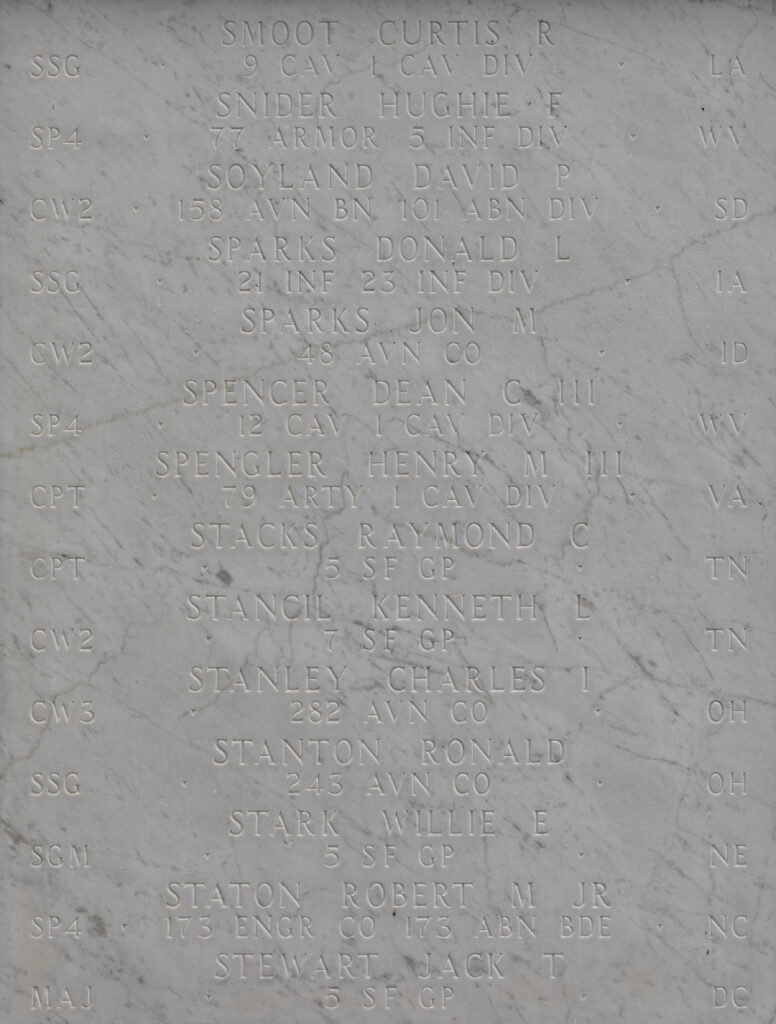 SMOOT CURTIS R
SSG · 9 CAV 1 CAV DIV · LA
SNIDER HUGHIE F
SP4 · 77 ARMOR 5 INF DIV · WV
SOYLAND DAVID P
CW2 · 158 AVN BN 101 ABN DIV · SD
SPARKS DONALD L
SSG · 21 INF 23 INF DIV · IA
SPARKS JON M
CW2 · 48 AVN CO · ID
SPENCER DEAN C III
SP4 · 12 CAV 1 CAV DIV · WV
SPENGLER HENRY M III
CPT · 79 ARTY 1 CAV DIV · VA
STACKS RAYMOND C
CPT · 5 SF GP · TN
STANCIL KENNETH L
CW2 · 7 SF GP · TN
STANLEY CHARLES I
CW3 · 282 AVN CO · OH
STANTON RONALD
SSG · 243 AVN CO · OH
STARK WILLIE E
SGM · 5 SF GP · NE
STATON ROBERT M JR
SP4 · 173 ENGR CO 173 ABN BDE · NC
STEWART JACK T
MAJ · 5 SF GP · DC